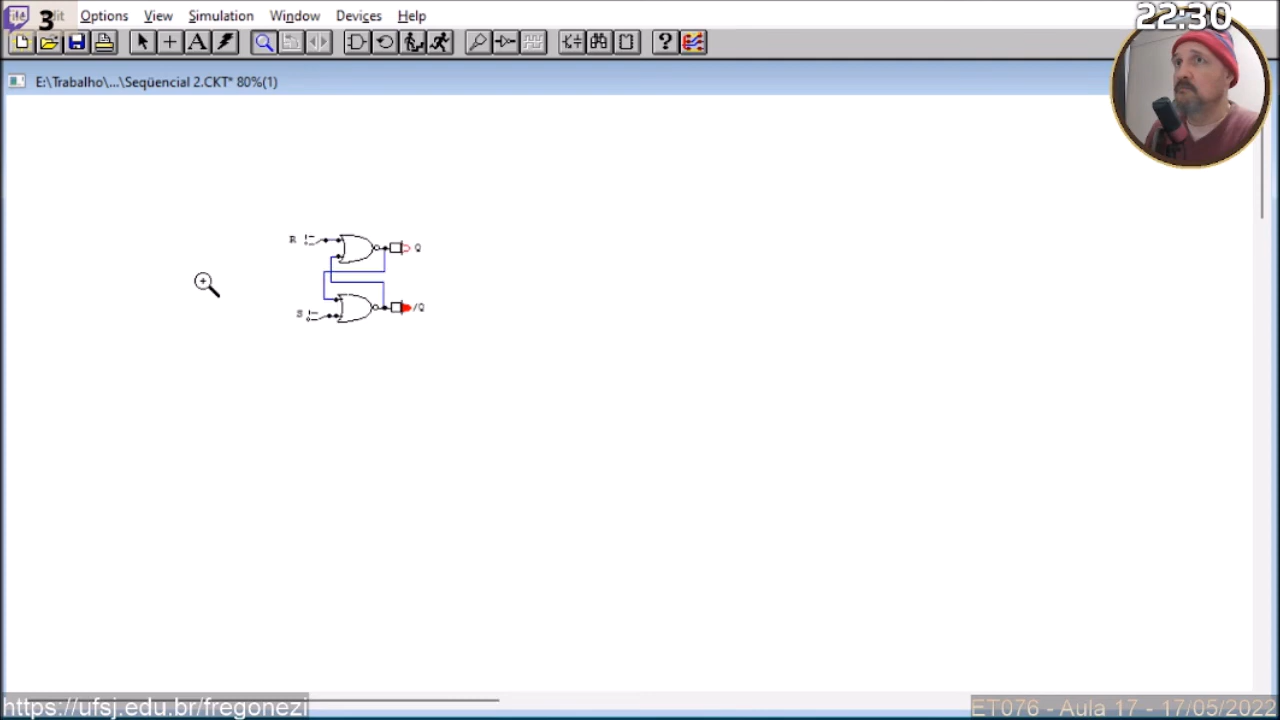 3
22:30
Options View Simulation Window Devices Help
E:\Trabalho\...\Seqüencial 2.CKT* 80%(1)
R
Q
S
/Q
https://ufsj.edu.br/fregonezi
ET076 - Aula 17 - 17/05/2022